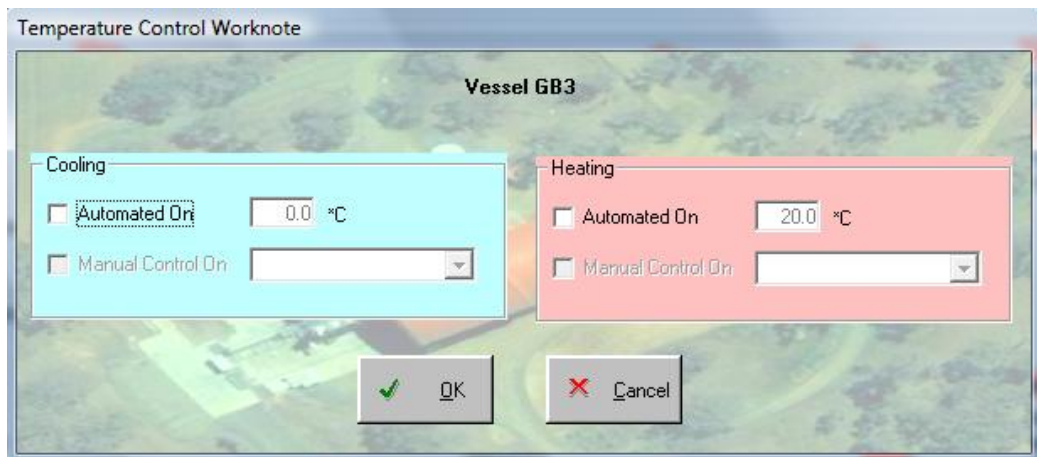 Temperature Control Worknote
Vessel GB3
Cooling
Automated On 0.0 °C
Manual Control On
Heating
Automated On 20.0 °C
Manual Control On
OK
Cancel